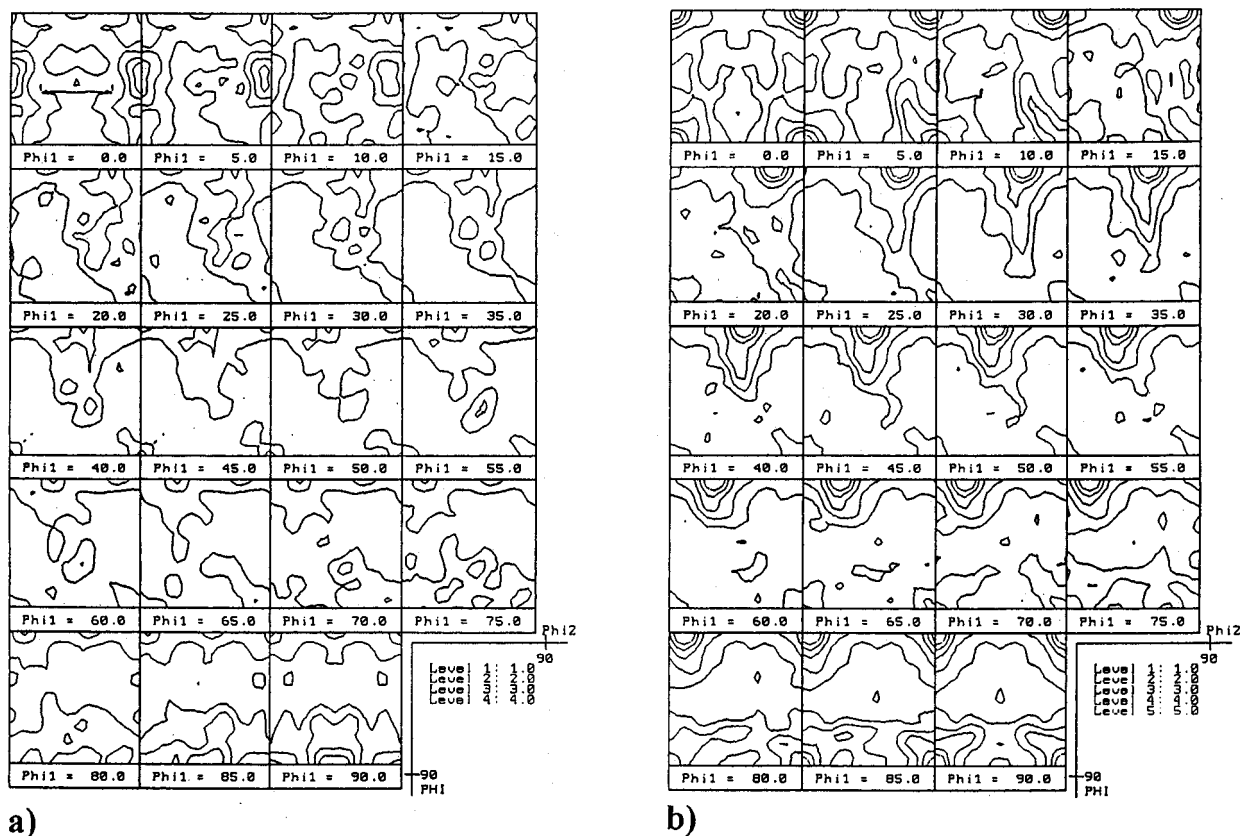 Phi1 = 0.0 Phi1 = 5.0 Phi1 = 10.0 Phi1 = 15.0
Phi1 = 20.0 Phi1 = 25.0 Phi1 = 30.0 Phi1 = 35.0
Phi1 = 40.0 Phi1 = 45.0 Phi1 = 50.0 Phi1 = 55.0
Phi1 = 60.0 Phi1 = 65.0 Phi1 = 70.0 Phi1 = 75.0
Phi2
90
Level 1: 1.0
Level 2: 2.0
Level 3: 3.0
Level 4: 4.0
Phi1 = 80.0 Phi1 = 85.0 Phi1 = 90.0
90
PHI
a)
Phi1 = 0.0 Phi1 = 5.0 Phi1 = 10.0 Phi1 = 15.0
Phi1 = 20.0 Phi1 = 25.0 Phi1 = 30.0 Phi1 = 35.0
Phi1 = 40.0 Phi1 = 45.0 Phi1 = 50.0 Phi1 = 55.0
Phi1 = 60.0 Phi1 = 65.0 Phi1 = 70.0 Phi1 = 75.0
Phi2
90
Level 1: 1.0
Level 2: 2.0
Level 3: 3.0
Level 4: 4.0
Level 5: 5.0
Phi1 = 80.0 Phi1 = 85.0 Phi1 = 90.0
90
PHI
b)